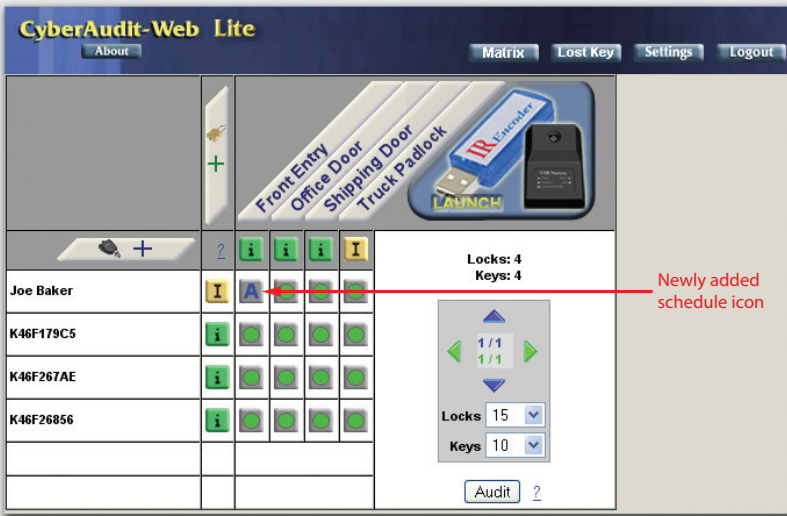 CyberAudit-Web Lite
About
Matrix Lost Key Settings Logout
Front Entry
Office Door
Shipping Door
Truck Padlock
IR Encoder
LAUNCH
+
+ ? i i i I
Locks: 4
Keys: 4
Joe Baker I A
Newly added
schedule icon
K46F179C5 i
K46F267AE i
K46F26856 i
1/1
1/1
Locks 15
Keys 10
Audit ?